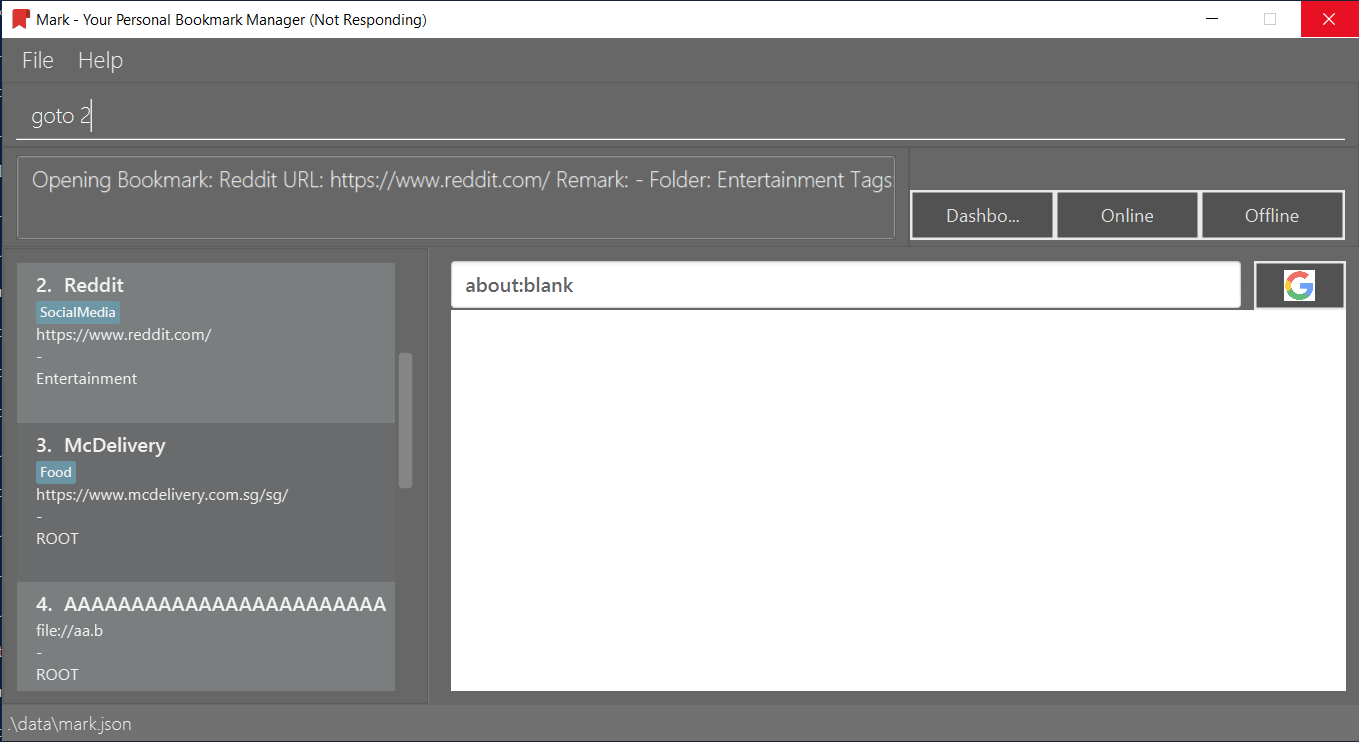 Mark - Your Personal Bookmark Manager (Not Responding)
File Help
goto 2
Opening Bookmark: Reddit URL: https://www.reddit.com/ Remark: - Folder: Entertainment Tags:
Dashbo... Online Offline
2. Reddit
SocialMedia
https://www.reddit.com/
-
Entertainment
3. McDelivery
Food
https://www.mcdelivery.com.sg/sg/
-
ROOT
4. AAAAAAAAAAAAAAAAAAAAAAAA
file://aa.b
-
ROOT
about:blank
.\data\mark.json